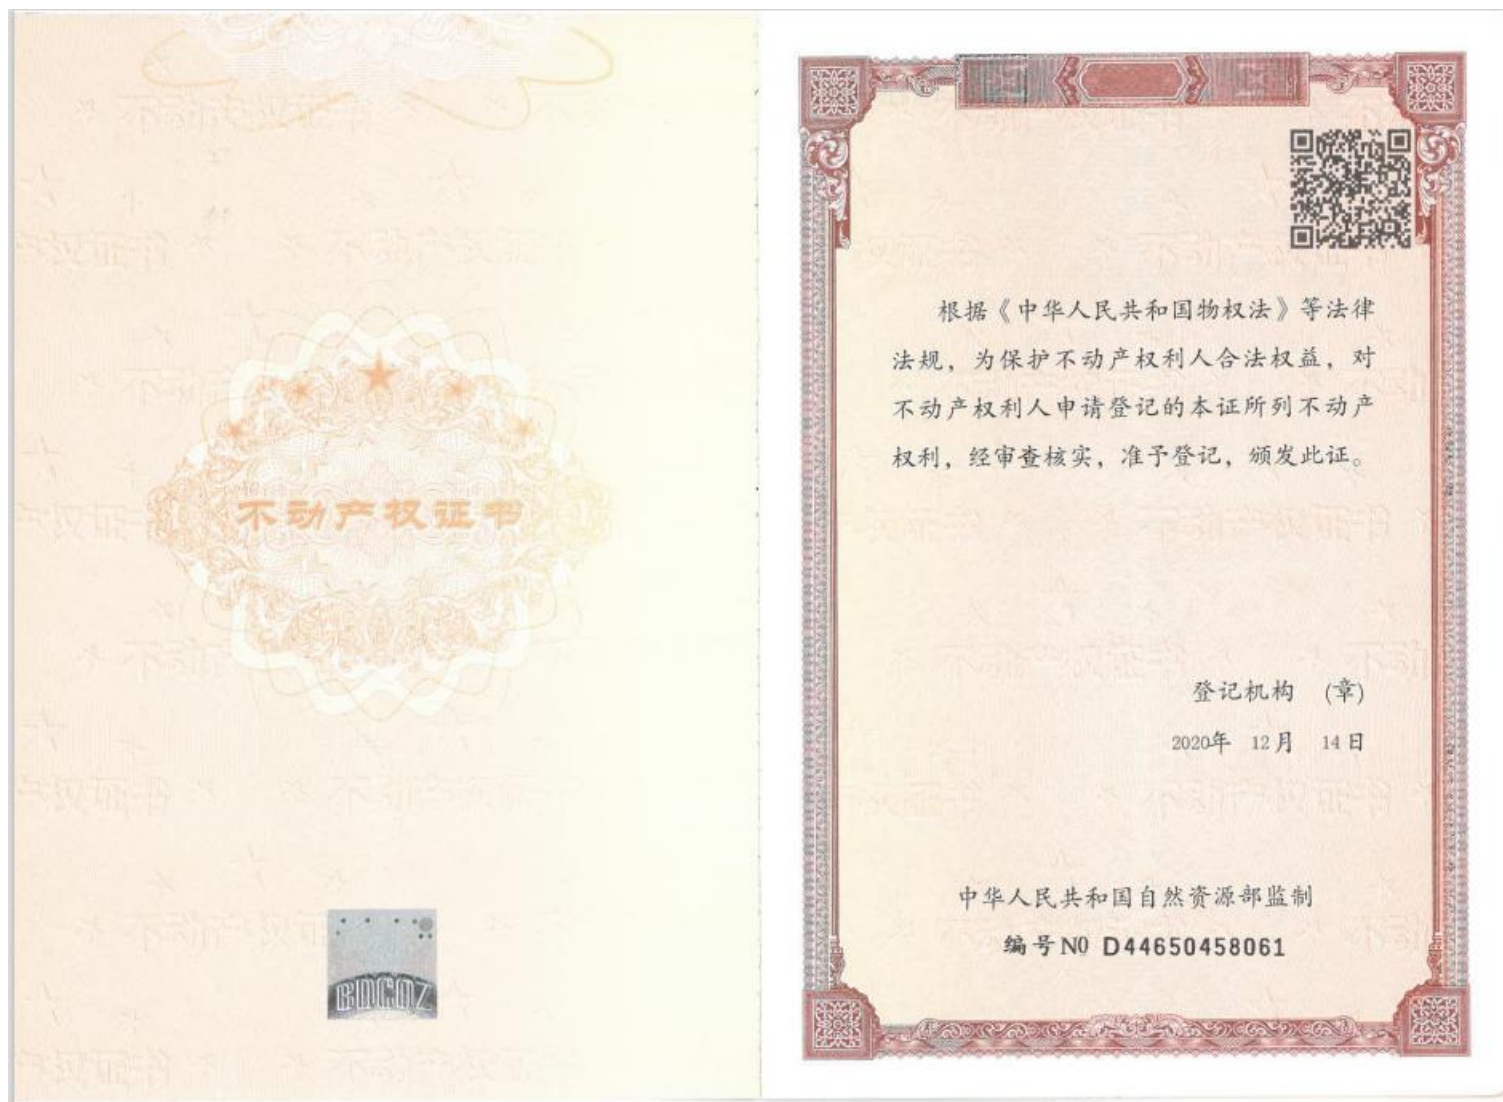 不动产权证书
BDCQZ
根据《中华人民共和国物权法》等法律
法规，为保护不动产权利人合法权益，对
不动产权利人申请登记的本证所列不动产
权利，经审查核实，准予登记，颁发此证。
登记机构 (章)
2020年 12月 14日
中华人民共和国自然资源部监制
编号N0 D44650458061